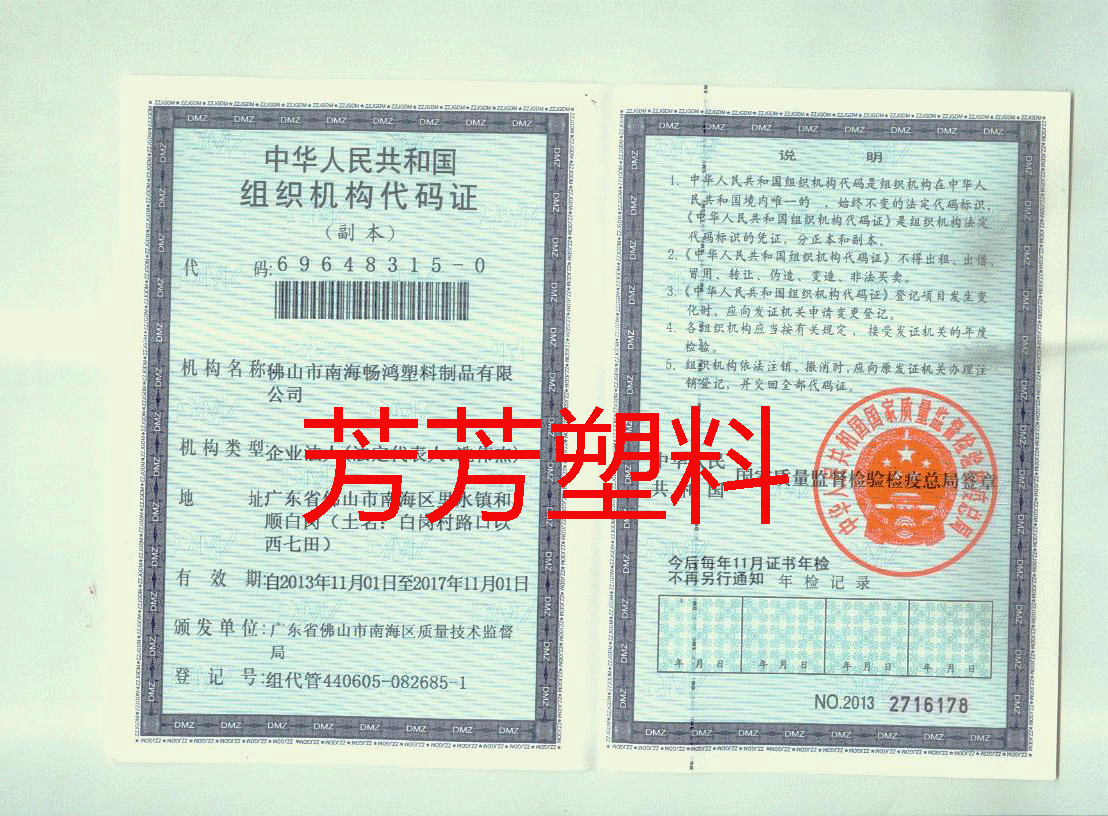 中华人民共和国
组织机构代码证
（副本）
代 码:69648315-0
机构名称 佛山市南海畅鸿塑料制品有限
公司
机构类型 企业法
地 址 广东省佛山市南海区里水镇和
顺白岗（土名：白岗村路口以
西七田）
有 效 期:自2013年11月01日至2017年11月01日
颁发单位:广东省佛山市南海区质量技术监督
局
登 记 号:组代管440605-082685-1
芳芳塑料
说 明
1. 中华人民共和国组织机构代码是组织机构在中华人
民共和国境内唯一的 、始终不变的法定代码标识，
《中华人民共和国组织机构代码证》是组织机构法定
代码标识的凭证，分正本和副本。
2.《中华人民共和国组织机构代码证》不得出租、出借
冒用、转让、伪造、变造、非法买卖。
3.《中华人民共和国组织机构代码证》登记项目发生变
化时，应向发证机关申请变更登记。
4. 各组织机构应当按有关规定，接受发证机关的年度
检验。
5. 组织机构依法注销、撤消时，应向原发证机关办理注
销登记，并交回全部代码证。
中华人民
共和国
国家质量监督检验检疫总局签章
中华人民共和国国家质量监督检验检疫总局
今后每年11月证书年检
不再另行通知 年检记录
年 月 日 年 月 日 年 月 日 年 月 日
NO.2013 2716178